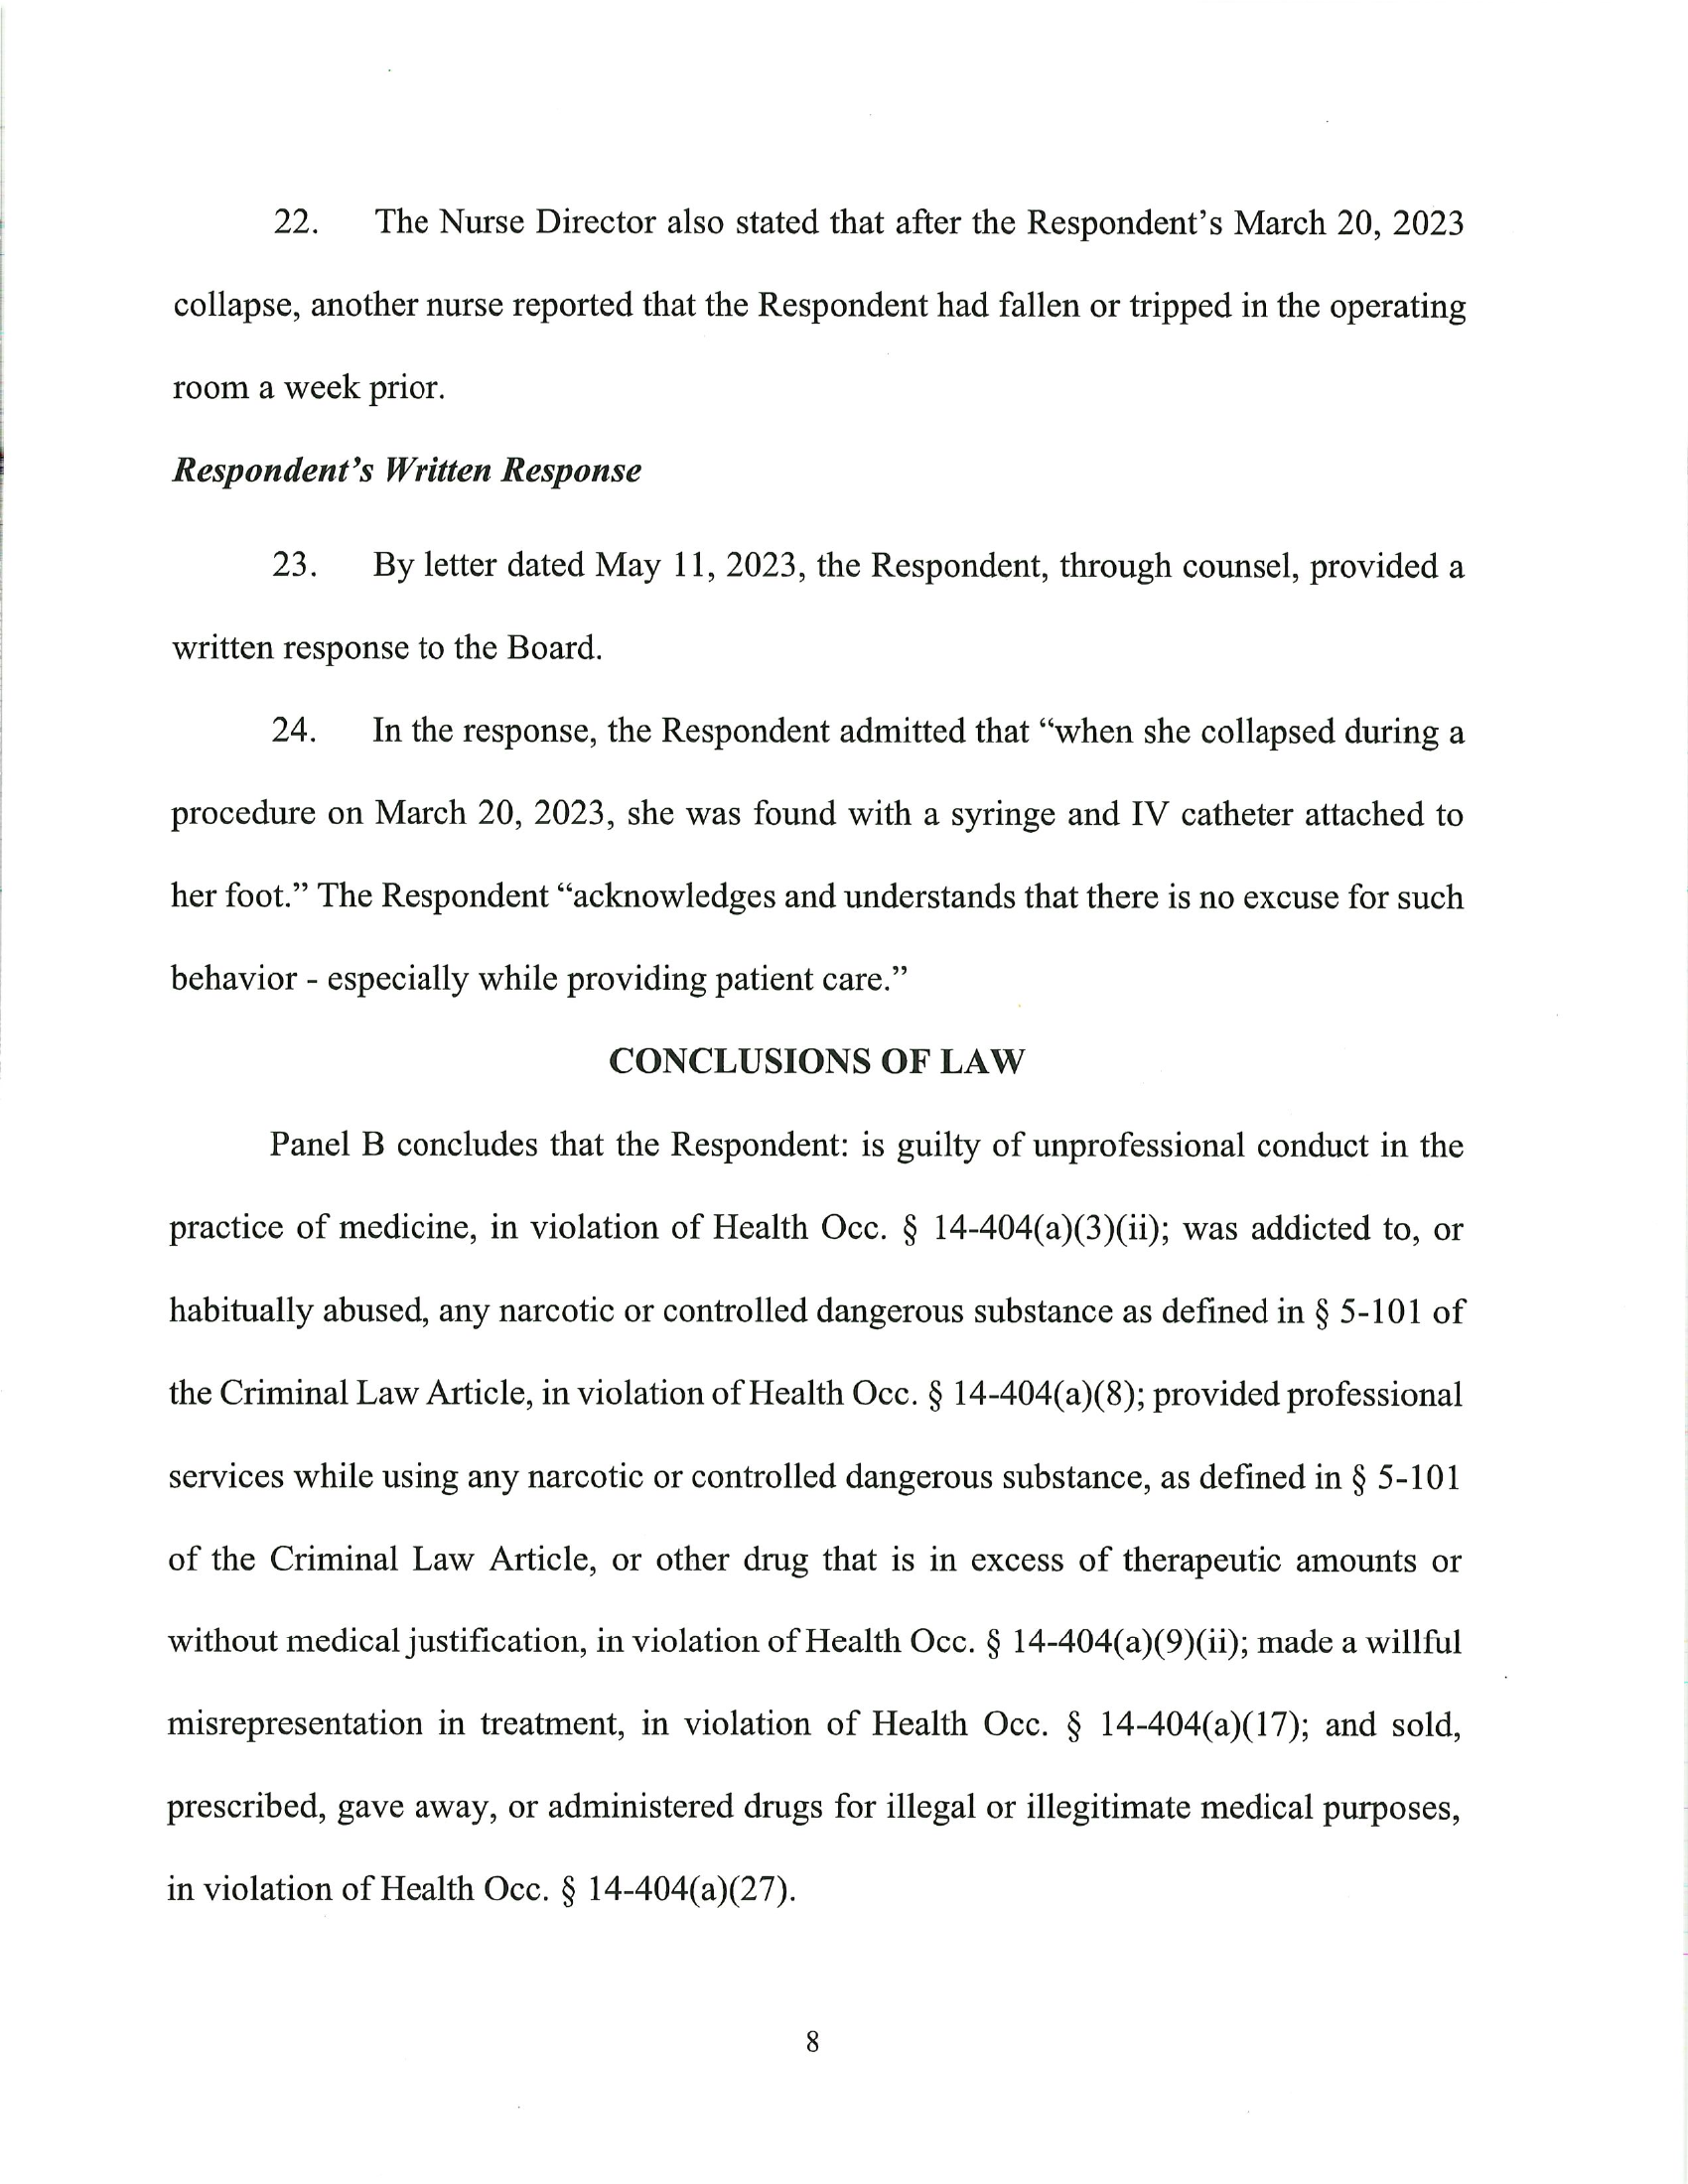 22. The Nurse Director also stated that after the Respondent’s March 20, 2023
collapse, another nurse reported that the Respondent had fallen or tripped in the operating
room a week prior.
Respondent’s Written Response
23. By letter dated May 11, 2023, the Respondent, through counsel, provided a
written response to the Board.
24. In the response, the Respondent admitted that “when she collapsed during a
procedure on March 20, 2023, she was found with a syringe and IV catheter attached to
her foot.” The Respondent “acknowledges and understands that there is no excuse for such
behavior - especially while providing patient care.”
CONCLUSIONS OF LAW
Panel B concludes that the Respondent: is guilty of unprofessional conduct in the
practice of medicine, in violation of Health Occ. § 14-404(a)(3)(ii); was addicted to, or
habitually abused, any narcotic or controlled dangerous substance as defined in § 5-101 of
the Criminal Law Article, in violation of Health Occ. § 14-404(a)(8); provided professional
services while using any narcotic or controlled dangerous substance, as defined in § 5-101
of the Criminal Law Article, or other drug that is in excess of therapeutic amounts or
without medical justification, in violation of Health Occ. § 14-404(a)(9)(ii); made a willful
misrepresentation in treatment, in violation of Health Occ. § 14-404(a)(17); and sold,
prescribed, gave away, or administered drugs for illegal or illegitimate medical purposes,
in violation of Health Occ. § 14-404(a)(27).
8